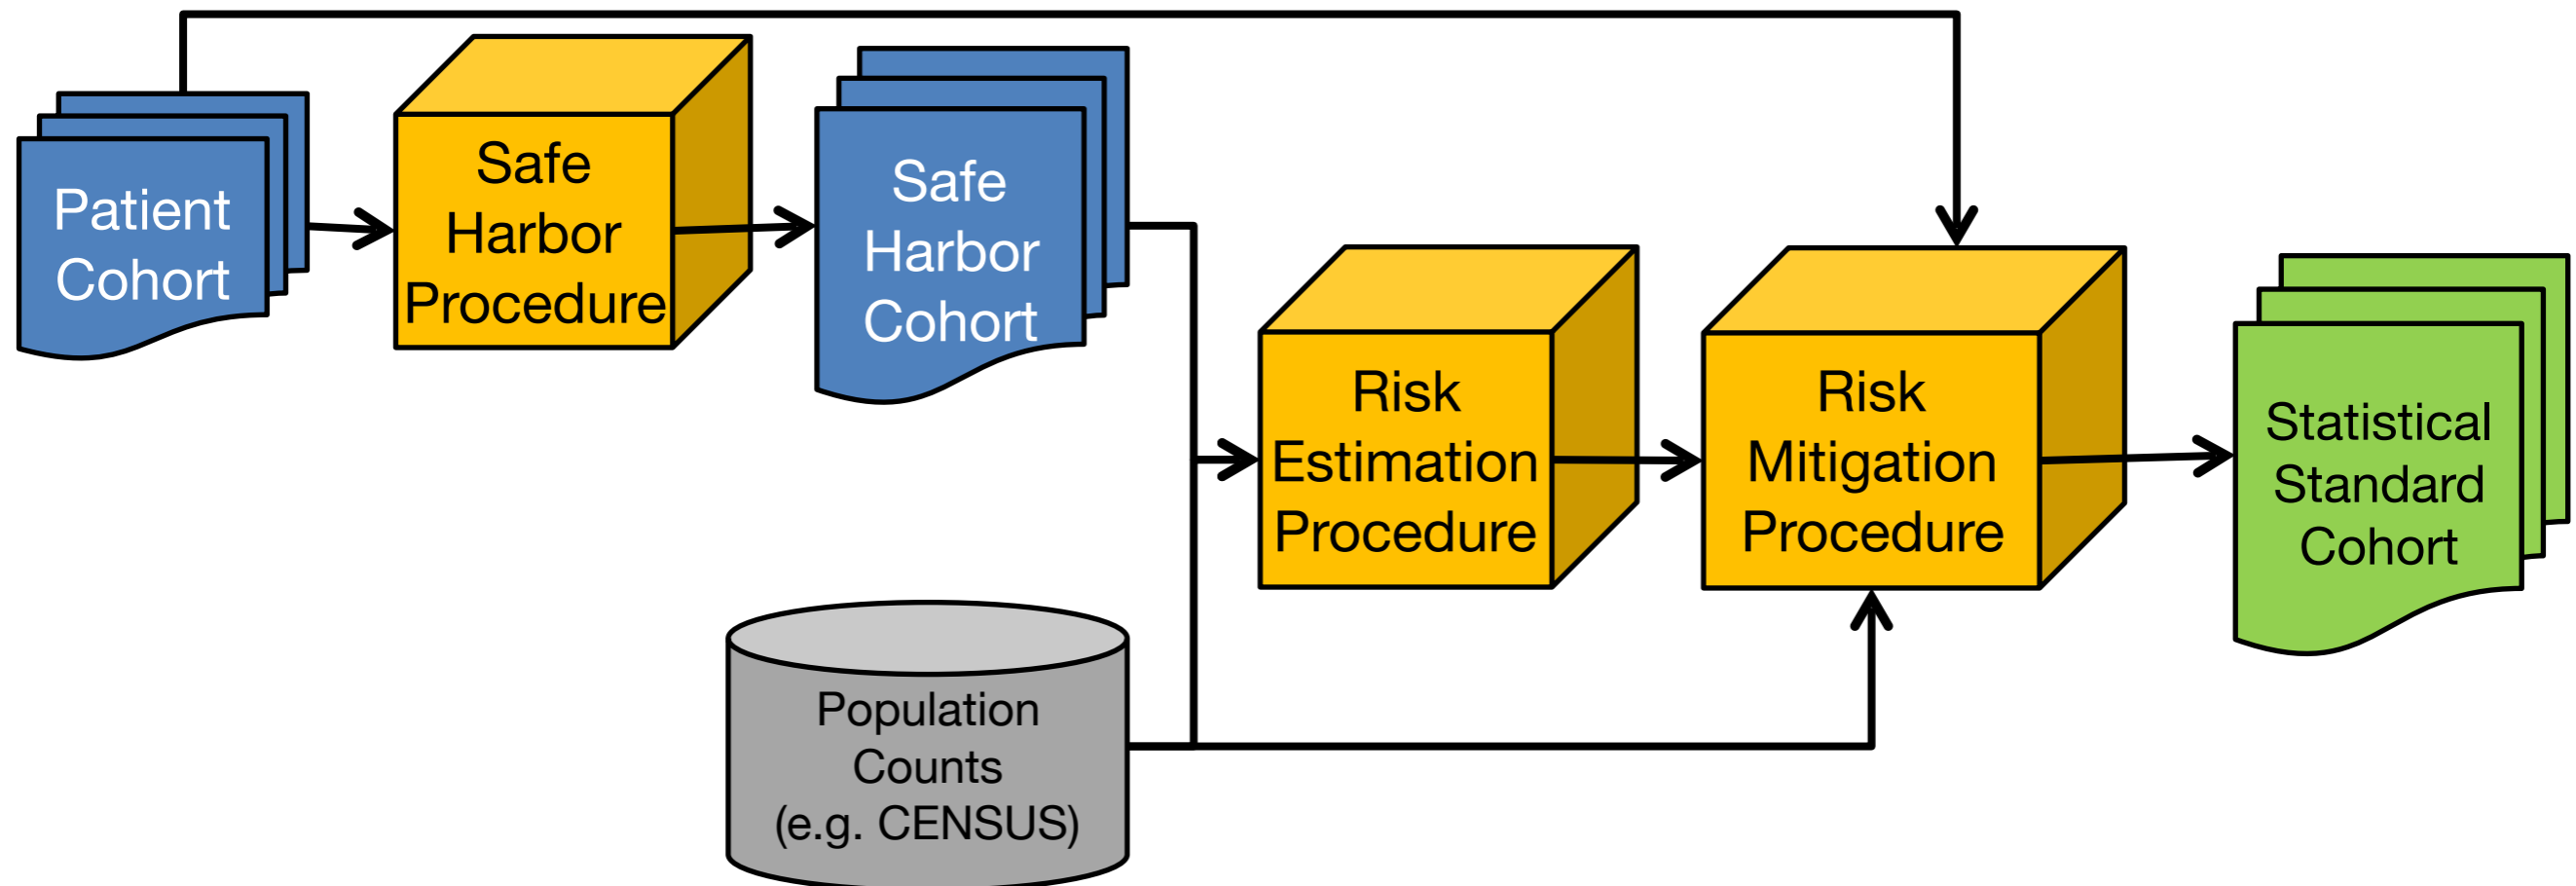 Patient
Cohort
Safe
Harbor
Procedure
Safe
Harbor
Cohort
Risk
Estimation
Procedure
Risk
Mitigation
Procedure
Statistical
Standard
Cohort
Population
Counts
(e.g. CENSUS)